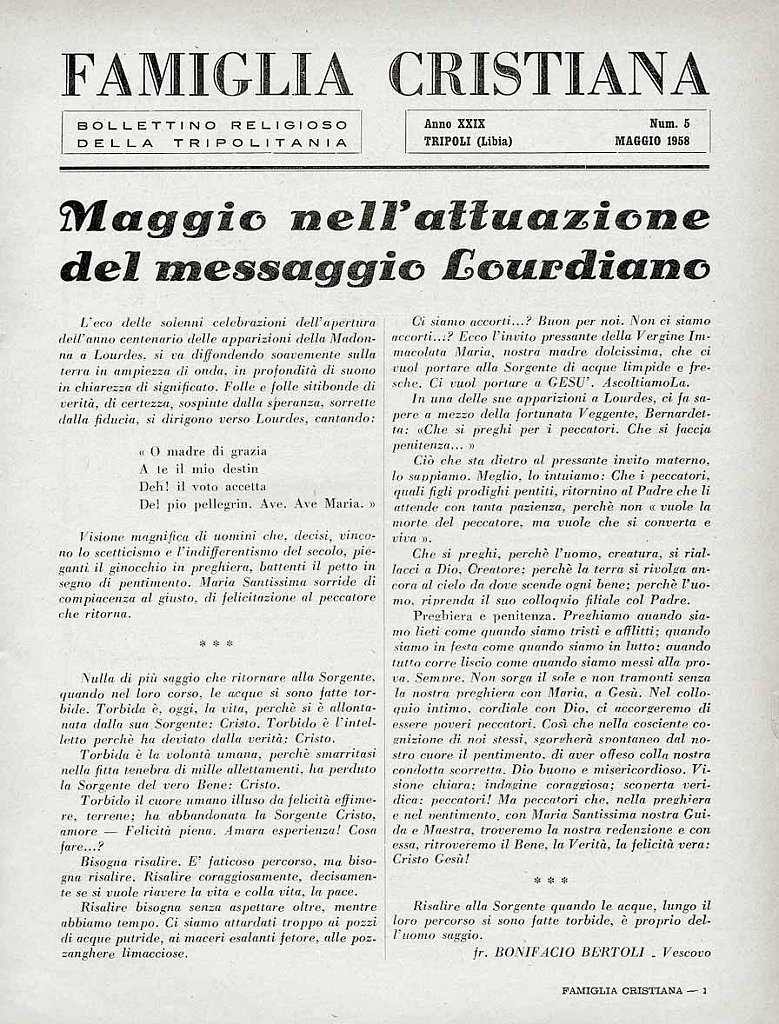 FAMIGLIA CRISTIANA
BOLLETTINO RELIGIOSO
DELLA TRIPOLITANIA
Anno XXIX Num. 5
TRIPOLI (Libia) MAGGIO 1958
Maggio nell'attuazione
del messaggio Lourdiano
L'eco delle solenni celebrazioni dell'apertura
dell'anno centenario delle apparizioni della Madon-
na a Lourdes, si va diffondendo soavemente sulla
terra in ampiezza di onda, in profondità di suono
in chiarezza di significato. Folle e folle sitibonde di
verità, di certezza, sospinte dalla speranza, sorrette
dalla fiducia, si dirigono verso Lourdes, cantando:
« O madre di grazia
A te il mio destin
Deh! il voto accetta
De! pio pellegrin. Ave. Ave Maria. »
Visione magnifica di uomini che, decisi, vinco-
no lo scetticismo e l'indifferentismo del secolo, pie-
ganti il ginocchio in preghiera, battenti il petto in
segno di pentimento. Maria Santissima sorride di
compiacenza al giusto, di felicitazione al peccatore
che ritorna.
* * *
Nulla di più saggio che ritornare alla Sorgente,
quando nel loro corso, le acque si sono fatte tor-
bide. Torbida è, oggi, la vita, perchè si è allonta-
nata dalla sua Sorgente: Cristo. Torbido è l'intel-
letto perchè ha deviato dalla verità: Cristo.
Torbida è la volontà umana, perchè smarritasi
nella fitta tenebra di mille allettamenti, ha perduto
la Sorgente del vero Bene: Cristo.
Torbido il cuore umano illuso da felicità effime-
re, terrene; ha abbandonata la Sorgente Cristo,
amore — Felicità piena. Amara esperienza! Cosa
fare...?
Bisogna risalire. E' faticoso percorso, ma biso-
gna risalire. Risalire coraggiosamente, decisamen-
te se si vuole riavere la vita e colla vita, la pace.
Risalire bisogna senza aspettare oltre, mentre
abbiamo tempo. Ci siamo attardati troppo ai pozzi
di acque putride, ai maceri esalanti fetore, alle poz-
zanghere limacciose.
Ci siamo accorti...? Buon per noi. Non ci siamo
accorti...? Ecco l'invito pressante della Vergine Im-
macolata Maria, nostra madre dolcissima, che ci
vuol portare alla Sorgente di acque limpide e fre-
sche. Ci vuol portare a GESU'. AscoltiamoLa.
In una delle sue apparizioni a Lourdes, ci fa sa-
pere a mezzo della fortunata Veggente, Bernardet-
ta: «Che si preghi per i peccatori. Che si faccia
penitenza... »
Ciò che sta dietro al pressante invito materno,
lo sappiamo. Meglio, lo intuiamo: Che i peccatori,
quali figli prodighi pentiti, ritornino al Padre che li
attende con tanta pazienza, perchè non « vuole la
morte del peccatore, ma vuole che si converta e
viva ».
Che si preghi, perchè l'uomo, creatura, si rial-
lacci a Dio, Creatore; perchè la terra si rivolga an-
cora al cielo da dove scende ogni bene; perchè l'uo-
mo, riprenda il suo colloquio filiale col Padre.
Preghiera e penitenza. Preghiamo quando sia-
mo lieti come quando siamo tristi e afflitti; quando
siamo in festa come quando siamo in lutto; quando
tutto corre liscio come quando siamo messi alla pro-
va. Sempre. Non sorga il sole e non tramonti senza
la nostra preghiera con Maria, a Gesù. Nel collo-
quio intimo, cordiale con Dio, ci accorgeremo di
essere poveri peccatori. Così che nella cosciente co-
gnizione di noi stessi, sgorgherà spontaneo dal no-
stro cuore il pentimento, di aver offeso colla nostra
condotta scorretta. Dio buono e misericordioso. Vi-
sione chiara; indagine coraggiosa; scoperta veri-
dica: peccatori! Ma peccatori che, nella preghiera
e nel pentimento, con Maria Santissima nostra Gui-
da e Maestra, troveremo la nostra redenzione e con
essa, ritroveremo il Bene, la Verità, la felicità vera:
Cristo Gesù!
* * *
Risalire alla Sorgente quando le acque, lungo il
loro percorso si sono fatte torbide, è proprio del-
l'uomo saggio.
fr. BONIFACIO BERTOLI - Vescovo
FAMIGLIA CRISTIANA — 1